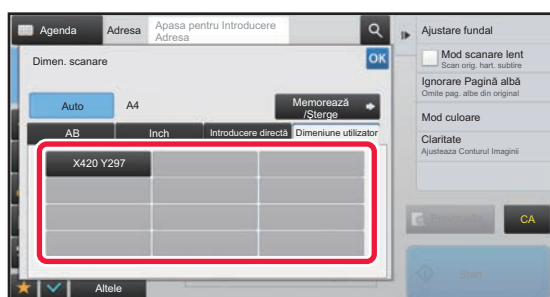 Agenda
Adresa
Apasa pentru Introducere
Adresa
Dimen. scanare
OK
Auto
A4
Memorează
/Șterge
AB
Inch
Introducere directă
Dimeniune utilizator
X420 Y297
Altele
Ajustare fundal
Mod scanare lent
Scan orig. hart. subtire
Ignorare Pagină albă
Omite pag. albe din original
Mod culoare
Claritate
Ajusteaza Conturul Imaginii
CA
Start